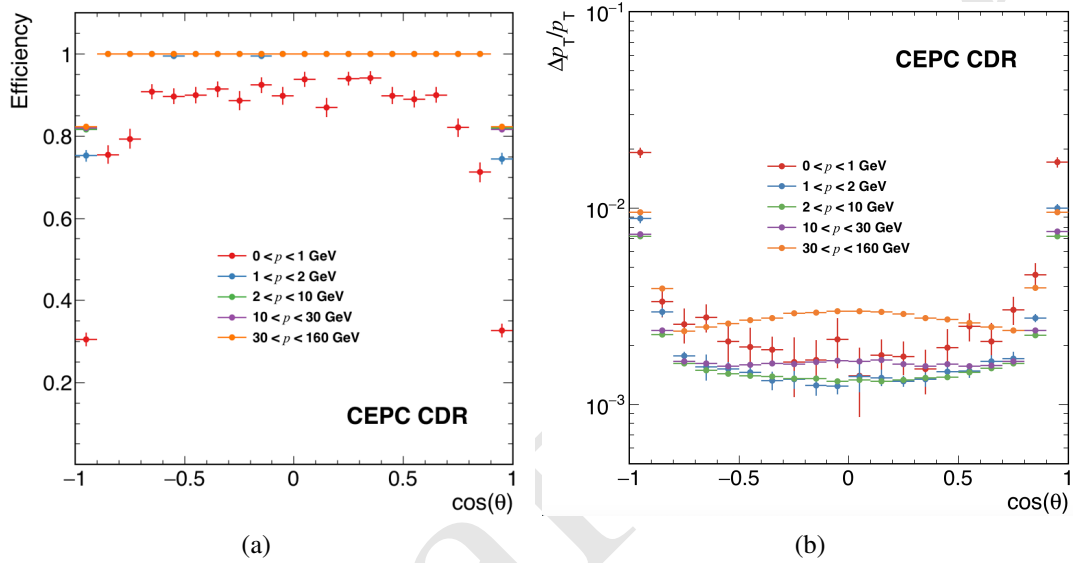 Efficiency
1
0.8
0.6
0.4
0.2
0 < p < 1 GeV
1 < p < 2 GeV
2 < p < 10 GeV
10 < p < 30 GeV
30 < p < 160 GeV
CEPC CDR
−1 −0.5 0 0.5 1
cos(θ)
(a)
Δp_T/p_T
10⁻¹
10⁻²
10⁻³
CEPC CDR
0 < p < 1 GeV
1 < p < 2 GeV
2 < p < 10 GeV
10 < p < 30 GeV
30 < p < 160 GeV
−1 −0.5 0 0.5 1
cos(θ)
(b)